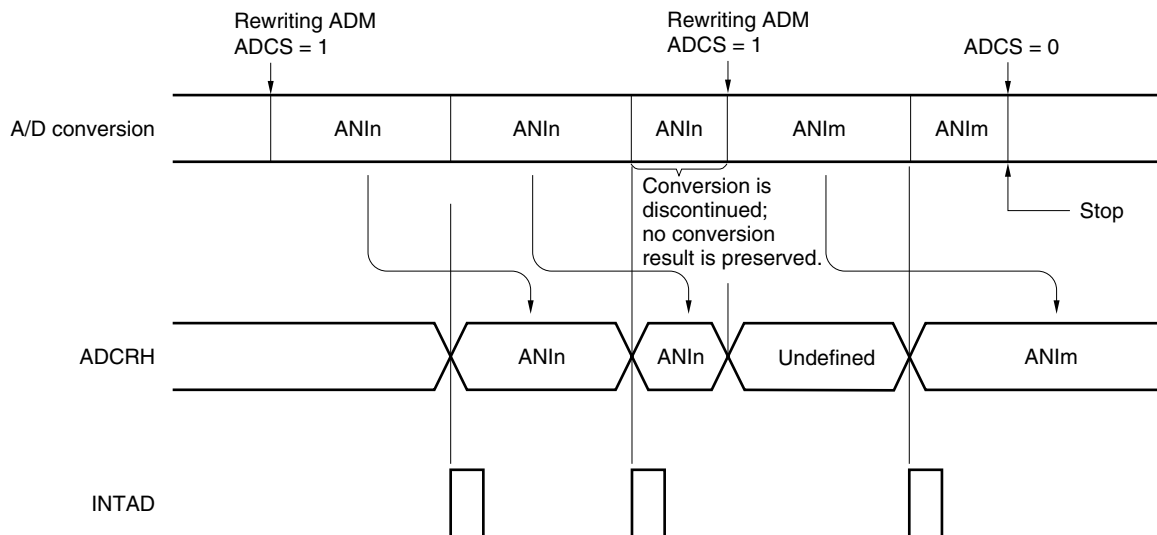 Rewriting ADM
ADCS = 1
Rewriting ADM
ADCS = 1
ADCS = 0
A/D conversion
ANIn
ANIn
ANIn
ANIm
ANIm
Conversion is
discontinued;
no conversion
result is preserved.
Stop
ADCRH
ANIn
ANIn
Undefined
ANIm
INTAD